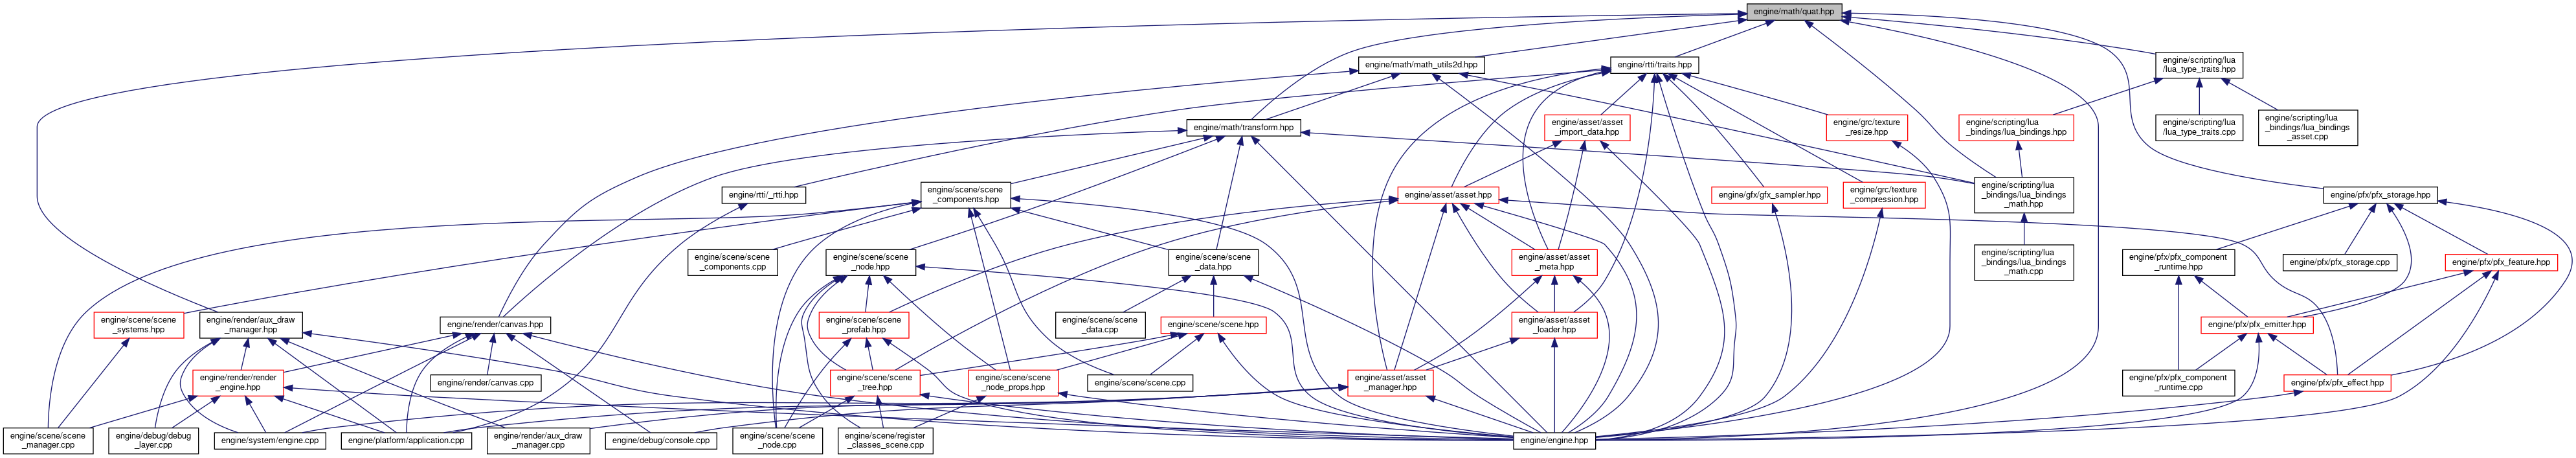 engine/math/quat.hpp
engine/math/math_utils2d.hpp
engine/rtti/traits.hpp
engine/scripting/lua
/lua_type_traits.hpp
engine/math/transform.hpp
engine/asset/asset
_import_data.hpp
engine/grc/texture
_resize.hpp
engine/scripting/lua
_bindings/lua_bindings.hpp
engine/scripting/lua
/lua_type_traits.cpp
engine/scripting/lua
_bindings/lua_bindings
_asset.cpp
engine/rtti/_rtti.hpp
engine/scene/scene
_components.hpp
engine/asset/asset.hpp
engine/gfx/gfx_sampler.hpp
engine/grc/texture
_compression.hpp
engine/scripting/lua
_bindings/lua_bindings
_math.hpp
engine/pfx/pfx_storage.hpp
engine/scene/scene
_components.cpp
engine/scene/scene
_node.hpp
engine/scene/scene
_data.hpp
engine/asset/asset
_meta.hpp
engine/scripting/lua
_bindings/lua_bindings
_math.cpp
engine/pfx/pfx_component
_runtime.hpp
engine/pfx/pfx_storage.cpp
engine/pfx/pfx_feature.hpp
engine/scene/scene
_systems.hpp
engine/render/aux_draw
_manager.hpp
engine/render/canvas.hpp
engine/scene/scene
_prefab.hpp
engine/scene/scene
_data.cpp
engine/scene/scene.hpp
engine/asset/asset
_loader.hpp
engine/pfx/pfx_emitter.hpp
engine/render/render
_engine.hpp
engine/render/canvas.cpp
engine/scene/scene
_tree.hpp
engine/scene/scene
_node_props.hpp
engine/scene/scene.cpp
engine/asset/asset
_manager.hpp
engine/pfx/pfx_component
_runtime.cpp
engine/pfx/pfx_effect.hpp
engine/scene/scene
_manager.cpp
engine/debug/debug
_layer.cpp
engine/system/engine.cpp
engine/platform/application.cpp
engine/render/aux_draw
_manager.cpp
engine/debug/console.cpp
engine/scene/scene
_node.cpp
engine/scene/register
_classes_scene.cpp
engine/engine.hpp